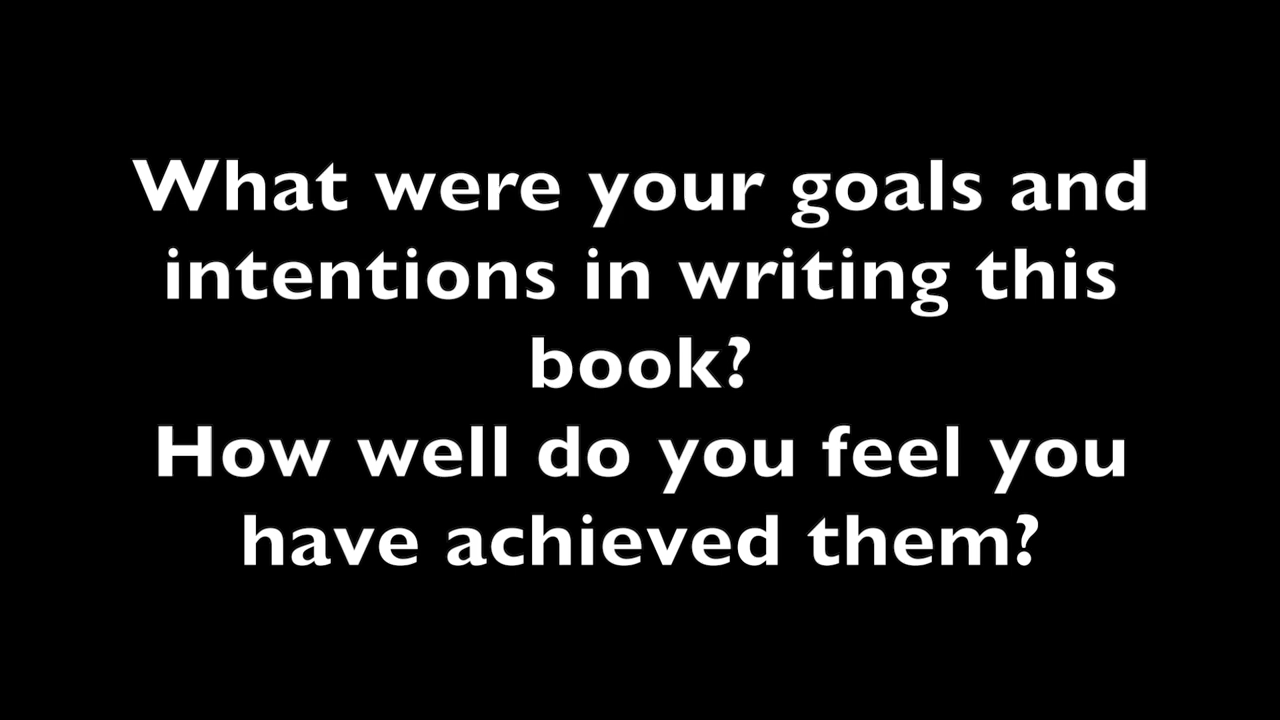 What were your goals and
intentions in writing this
book?
How well do you feel you
have achieved them?